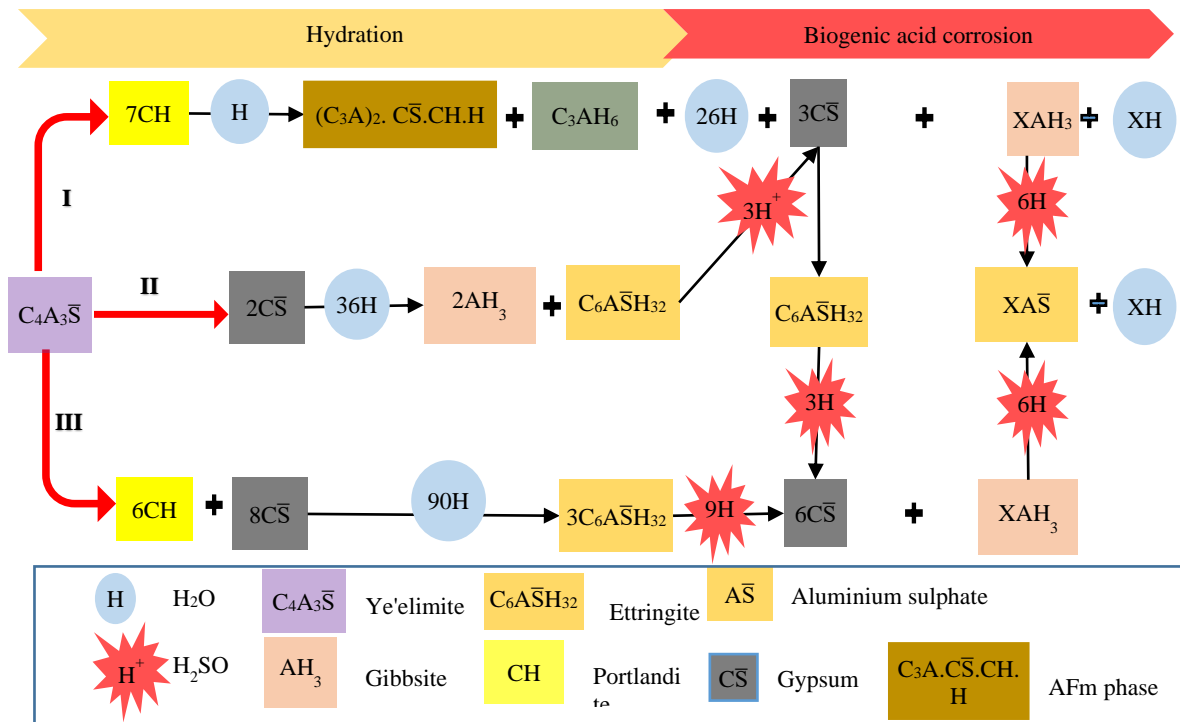 Hydration
Biogenic acid corrosion
7CH
H
(C₃A)₂. CS̅.CH.H
+
C₃AH₆
+
26H
+
3CS̅
+
XAH₃
+
XH
I
3H⁺
6H
C₄A₃S̅
II
2CS̅
36H
2AH₃
+
C₆AS̅H₃₂
C₆AS̅H₃₂
XAS̅
+
XH
III
3H
6H
6CH
+
8CS̅
90H
3C₆AS̅H₃₂
9H
6CS̅
+
XAH₃
H
H₂O
C₄A₃S̅
Ye'elimite
C₆AS̅H₃₂
Ettringite
AS̅
Aluminium sulphate
H⁺
H₂SO
AH₃
Gibbsite
CH
Portlandi
te
CS̅
Gypsum
C₃A.CS̅.CH.
H
AFm phase